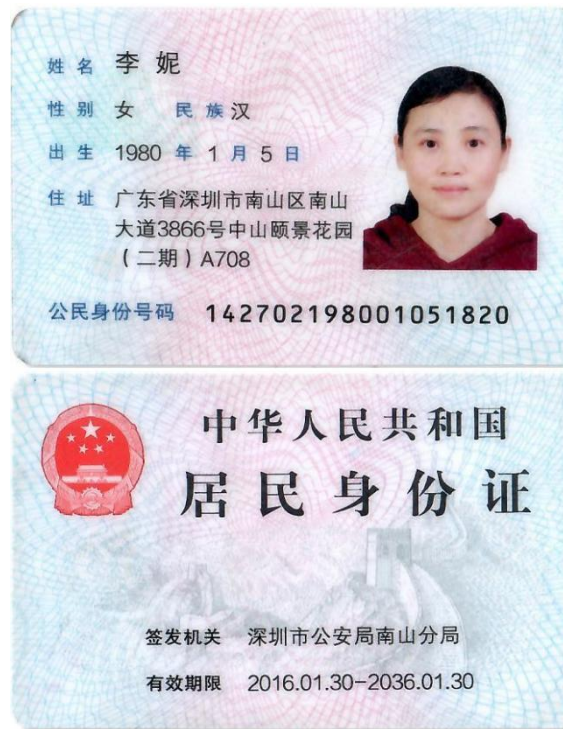 姓名 李妮
性别 女 民族 汉
出生 1980 年 1 月 5 日
住址 广东省深圳市南山区南山
大道3866号中山颐景花园
（二期）A708
公民身份号码 142702198001051820
中华人民共和国
居民身份证
签发机关 深圳市公安局南山分局
有效期限 2016.01.30-2036.01.30